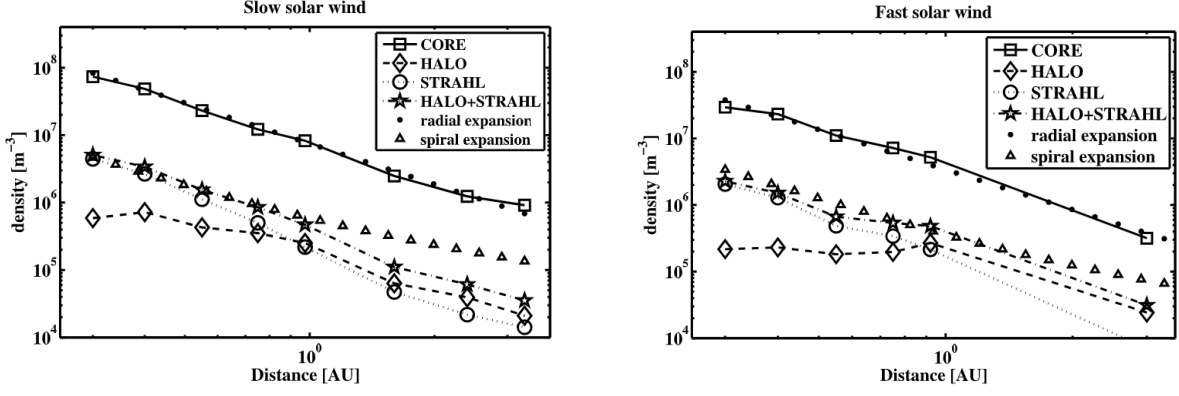 Slow solar wind
10⁸
10⁷
10⁶
10⁵
10⁴
density [m⁻³]
CORE
HALO
STRAHL
HALO+STRAHL
radial expansion
spiral expansion
10⁰
Distance [AU]
Fast solar wind
10⁸
10⁷
10⁶
10⁵
10⁴
density [m⁻³]
CORE
HALO
STRAHL
HALO+STRAHL
radial expansion
spiral expansion
10⁰
Distance [AU]